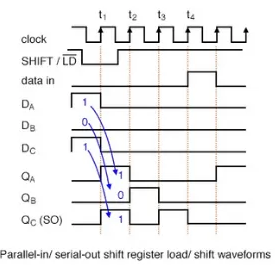 t1 t2 t3 t4
clock
SHIFT / LD
data in
DA 1
DB 0
DC 1
QA 1
QB 0
QC (SO) 1
Parallel-in/ serial-out shift register load/ shift waveforms